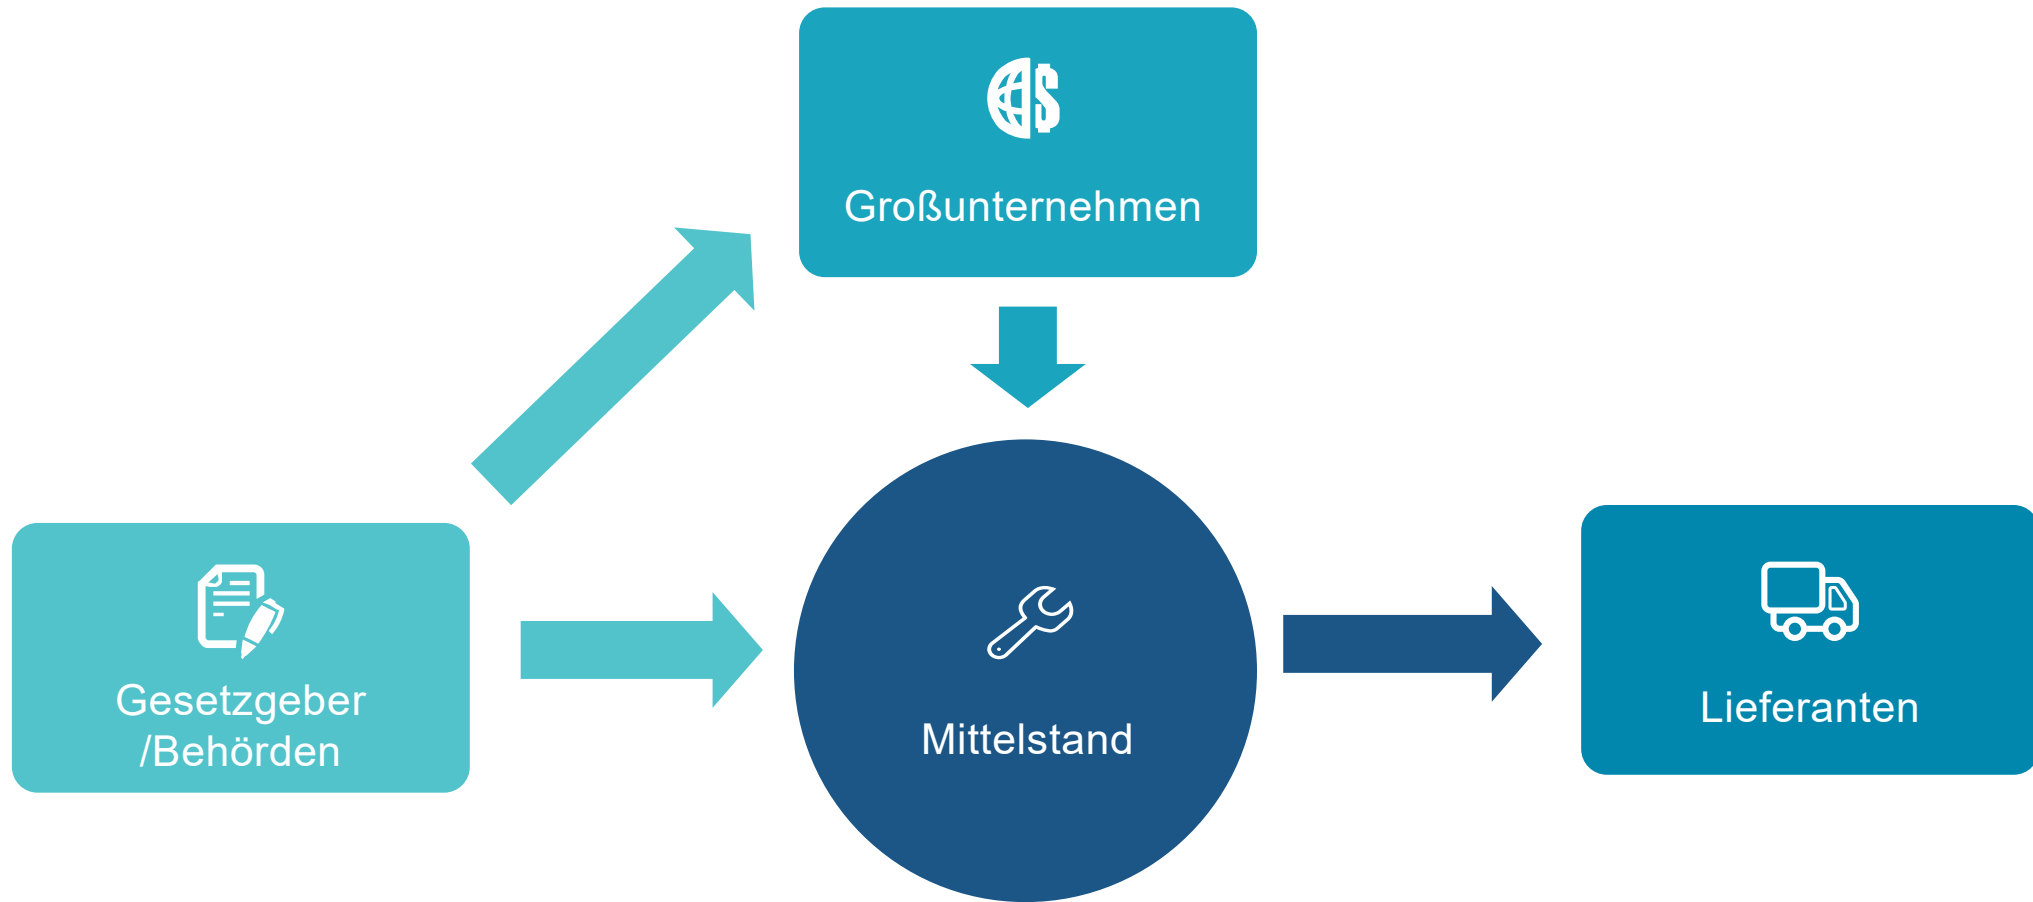 Großunternehmen
Gesetzgeber
/Behörden
Mittelstand
Lieferanten